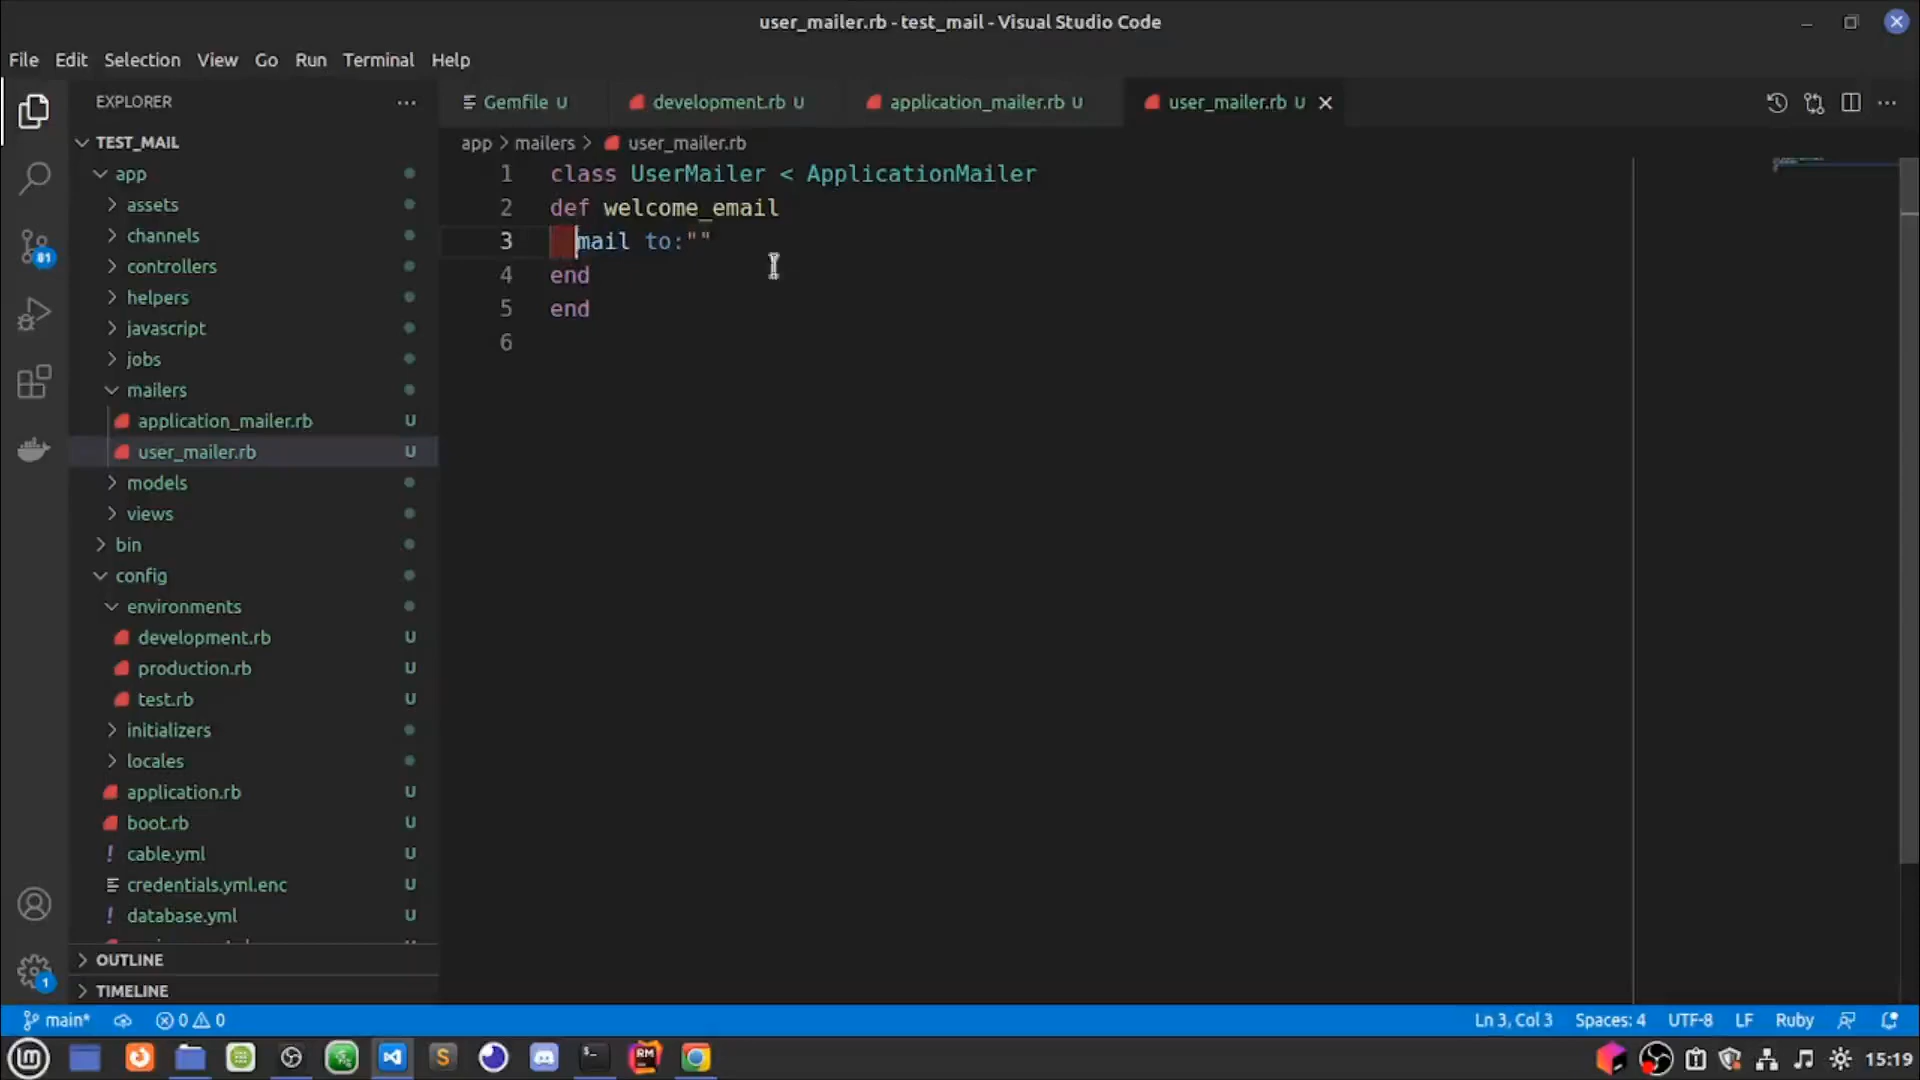 user_mailer.rb - test_mail - Visual Studio Code
File Edit Selection View Go Run Terminal Help
EXPLORER
Gemfile U
development.rb U
application_mailer.rb U
user_mailer.rb U
TEST_MAIL
app > mailers > user_mailer.rb
app
assets
channels
controllers
helpers
javascript
jobs
mailers
application_mailer.rb U
user_mailer.rb U
models
views
bin
config
environments
development.rb U
production.rb U
test.rb U
initializers
locales
application.rb U
boot.rb U
! cable.yml U
credentials.yml.enc U
! database.yml U
OUTLINE
TIMELINE
81
1
1 class UserMailer < ApplicationMailer
2 def welcome_email
3 mail to:""
4 end
5 end
6
main* 0 0 Ln 3, Col 3 Spaces: 4 UTF-8 LF Ruby
S RM 15:19